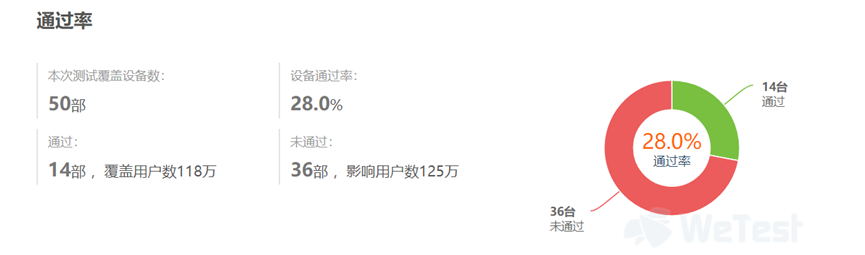 通过率
本次测试覆盖设备数:
50部
设备通过率:
28.0%
通过:
14部 ，覆盖用户数118万
未通过:
36部 ，影响用户数125万
14台
通过
28.0%
通过率
36台
未通过
WeTest